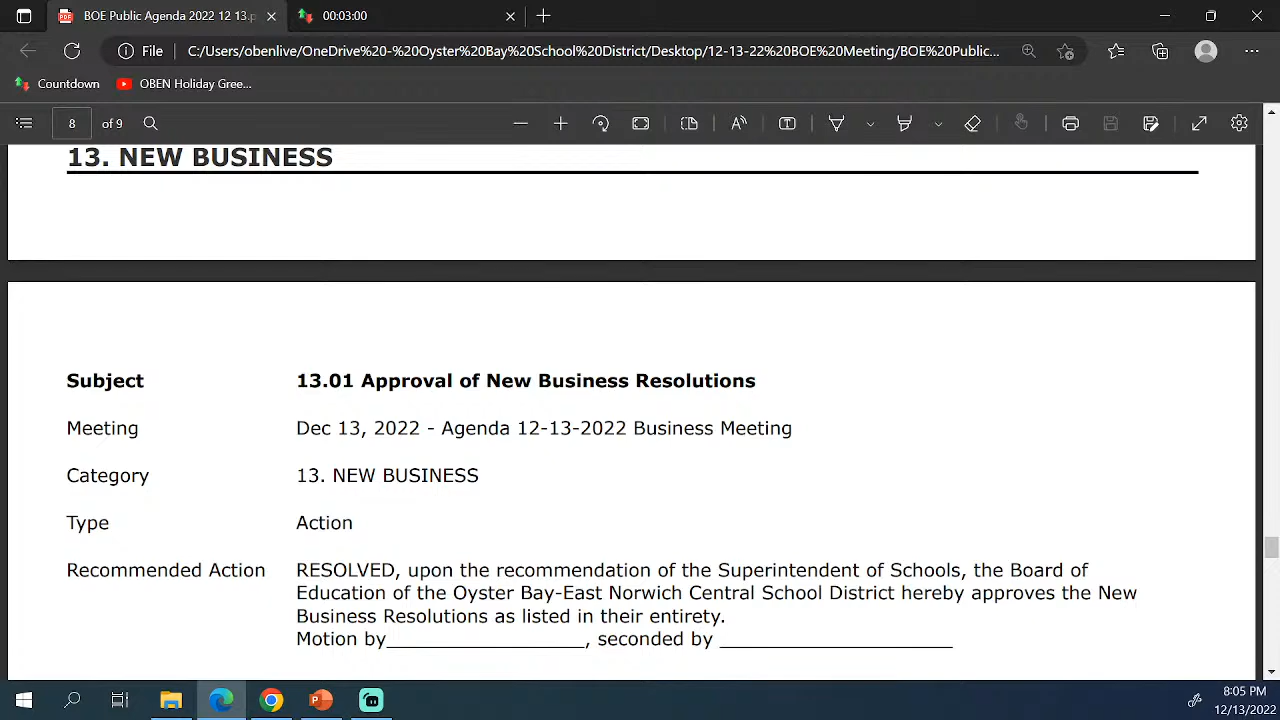 BOE Public Agenda 2022 12.13.p
00:03:00
File
C:/Users/obenlive/OneDrive%20-%20Oyster%20Bay%20School%20District/Desktop/12-13-22%20BOE%20Meeting/BOE%20Public...
Countdown
OBEN Holiday Gree...
8 of 9
13. NEW BUSINESS
Subject 13.01 Approval of New Business Resolutions
Meeting Dec 13, 2022 - Agenda 12-13-2022 Business Meeting
Category 13. NEW BUSINESS
Type Action
Recommended Action RESOLVED, upon the recommendation of the Superintendent of Schools, the Board of
Education of the Oyster Bay-East Norwich Central School District hereby approves the New
Business Resolutions as listed in their entirety.
Motion by___________________, seconded by ______________________
8:05 PM
12/13/2022